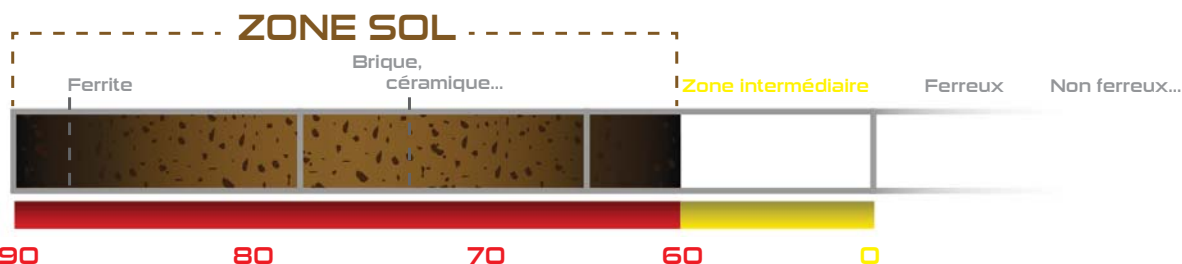 ZONE SOL
Brique,
céramique...
Ferrite
Zone intermédiaire
Ferreux
Non ferreux...
90 80 70 60 0